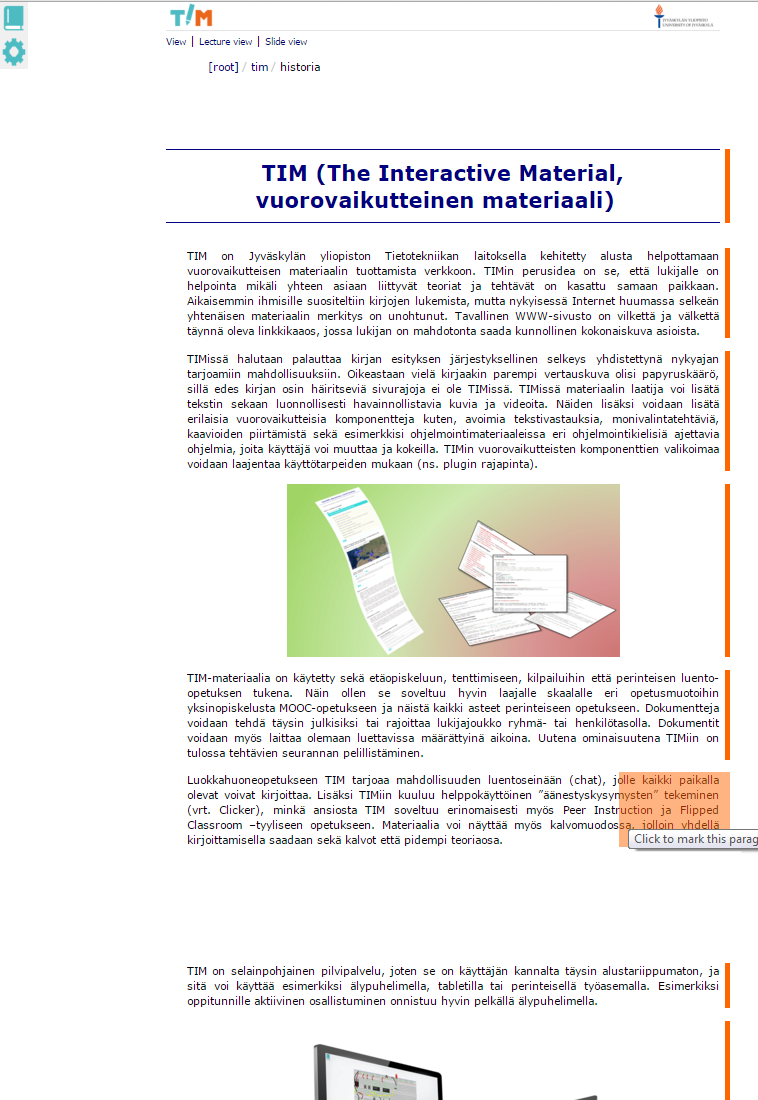 TIM
JYVÄSKYLÄN YLIOPISTO
UNIVERSITY OF JYVÄSKYLÄ
View | Lecture view | Slide view
[root] / tim / historia
TIM (The Interactive Material,
vuorovaikutteinen materiaali)
TIM on Jyväskylän yliopiston Tietotekniikan laitoksella kehitetty alusta helpottamaan
vuorovaikutteisen materiaalin tuottamista verkkoon. TIMin perusidea on se, että lukijalle on
helpointa mikäli yhteen asiaan liittyvät teoriat ja tehtävät on kasattu samaan paikkaan.
Aikaisemmin ihmisille suositeltiin kirjojen lukemista, mutta nykyisessä Internet huumassa selkeän
yhtenäisen materiaalin merkitys on unohtunut. Tavallinen WWW-sivusto on vilkettä ja välkettä
täynnä oleva linkkikaaos, jossa lukijan on mahdotonta saada kunnollinen kokonaiskuva asioista.
TIMissä halutaan palauttaa kirjan esityksen järjestyksellinen selkeys yhdistettynä nykyajan
tarjoamiin mahdollisuuksiin. Oikeastaan vielä kirjaakin parempi vertauskuva olisi papyruskäärö,
sillä edes kirjan osin häiritseviä sivurajoja ei ole TIMissä. TIMissä materiaalin laatija voi lisätä
tekstin sekaan luonnollisesti havainnollistavia kuvia ja videoita. Näiden lisäksi voidaan lisätä
erilaisia vuorovaikutteisia komponentteja kuten, avoimia tekstivastauksia, monivalintatehtäviä,
kaavioiden piirtämistä sekä esimerkkisi ohjelmointimateriaaleissa eri ohjelmointikielisiä ajettavia
ohjelmia, joita käyttäjä voi muuttaa ja kokeilla. TIMin vuorovaikutteisten komponenttien valikoimaa
voidaan laajentaa käyttötarpeiden mukaan (ns. plugin rajapinta).
TIM-materiaalia on käytetty sekä etäopiskeluun, tenttimiseen, kilpailuihin että perinteisen luento-
opetuksen tukena. Näin ollen se soveltuu hyvin laajalle skaalalle eri opetusmuotoihin
yksinopiskelusta MOOC-opetukseen ja näistä kaikki asteet perinteiseen opetukseen. Dokumentteja
voidaan tehdä täysin julkisiksi tai rajoittaa lukijajoukko ryhmä- tai henkilötasolla. Dokumentit
voidaan myös laittaa olemaan luettavissa määrättyinä aikoina. Uutena ominaisuutena TIMiin on
tulossa tehtävien seurannan pelillistäminen.
Luokkahuoneopetukseen TIM tarjoaa mahdollisuuden luentoseinään (chat), jolle kaikki paikalla
olevat voivat kirjoittaa. Lisäksi TIMiin kuuluu helppokäyttöinen ”äänestyskysymysten” tekeminen
(vrt. Clicker), minkä ansiosta TIM soveltuu erinomaisesti myös Peer Instruction ja Flipped
Classroom –tyyliseen opetukseen. Materiaalia voi näyttää myös kalvomuodossa, jolloin yhdellä
kirjoittamisella saadaan sekä kalvot että pidempi teoriaosa.
Click to mark this parag
TIM on selainpohjainen pilvipalvelu, joten se on käyttäjän kannalta täysin alustariippumaton, ja
sitä voi käyttää esimerkiksi älypuhelimella, tabletilla tai perinteisellä työasemalla. Esimerkiksi
oppitunnille aktiivinen osallistuminen onnistuu hyvin pelkällä älypuhelimella.